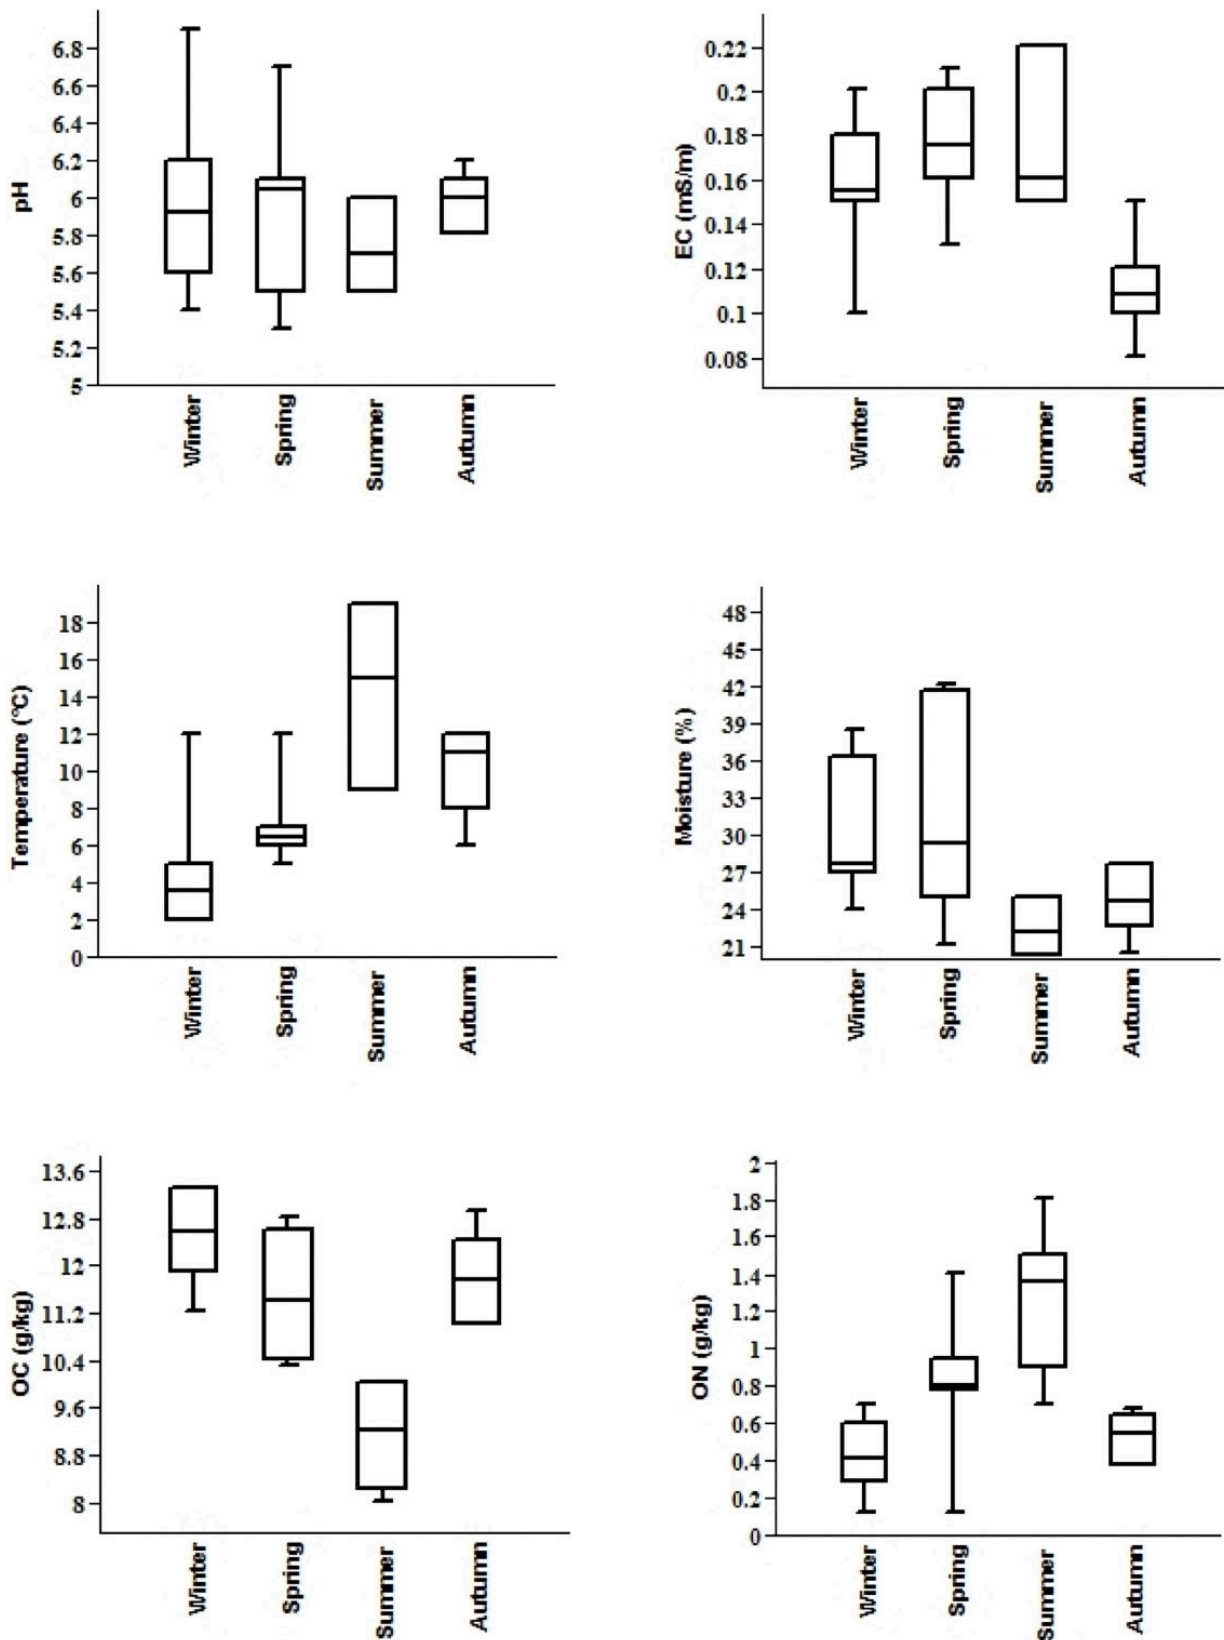 pH
6.8
6.6
6.4
6.2
6
5.8
5.6
5.4
5.2
5
Winter
Spring
Summer
Autumn
EC (mS/m)
0.22
0.2
0.18
0.16
0.14
0.12
0.1
0.08
Winter
Spring
Summer
Autumn
Temperature (°C)
18
16
14
12
10
8
6
4
2
0
Winter
Spring
Summer
Autumn
Moisture (%)
48
45
42
39
36
33
30
27
24
21
Winter
Spring
Summer
Autumn
OC (g/kg)
13.6
12.8
12
11.2
10.4
9.6
8.8
8
Winter
Spring
Summer
Autumn
ON (g/kg)
2
1.8
1.6
1.4
1.2
1
0.8
0.6
0.4
0.2
0
Winter
Spring
Summer
Autumn